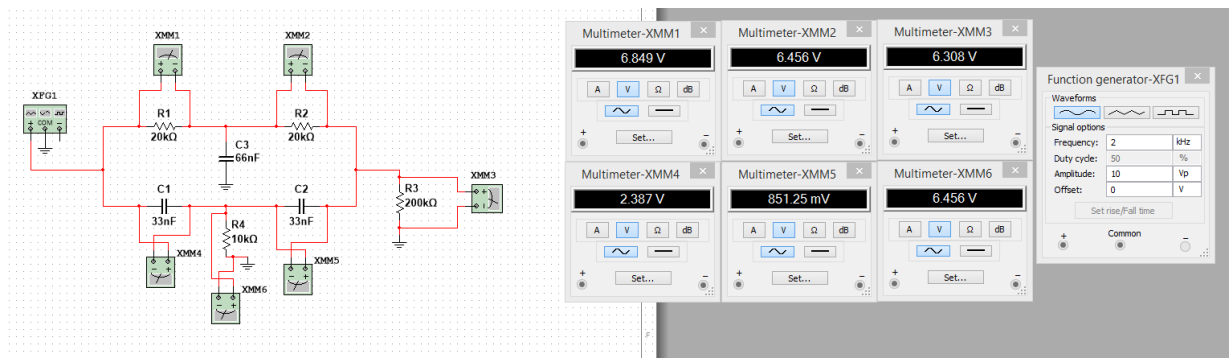 XMM1
XMM2
XFG1
COM
R1
20kΩ
R2
20kΩ
C3
66nF
C1
33nF
C2
33nF
R4
10kΩ
R3
200kΩ
XMM3
XMM4
XMM5
XMM6
F
Multimeter-XMM1
6.849 V
A V Ω dB
Set...
+ -
Multimeter-XMM2
6.456 V
A V Ω dB
Set...
+ -
Multimeter-XMM3
6.308 V
A V Ω dB
Set...
+ -
Multimeter-XMM4
2.387 V
A V Ω dB
Set...
+ -
Multimeter-XMM5
851.25 mV
A V Ω dB
Set...
+ -
Multimeter-XMM6
6.456 V
A V Ω dB
Set...
+ -
Function generator-XFG1
Waveforms
Signal options
Frequency: 2 kHz
Duty cycle: 50 %
Amplitude: 10 Vp
Offset: 0 V
Set rise/Fall time
+ Common -